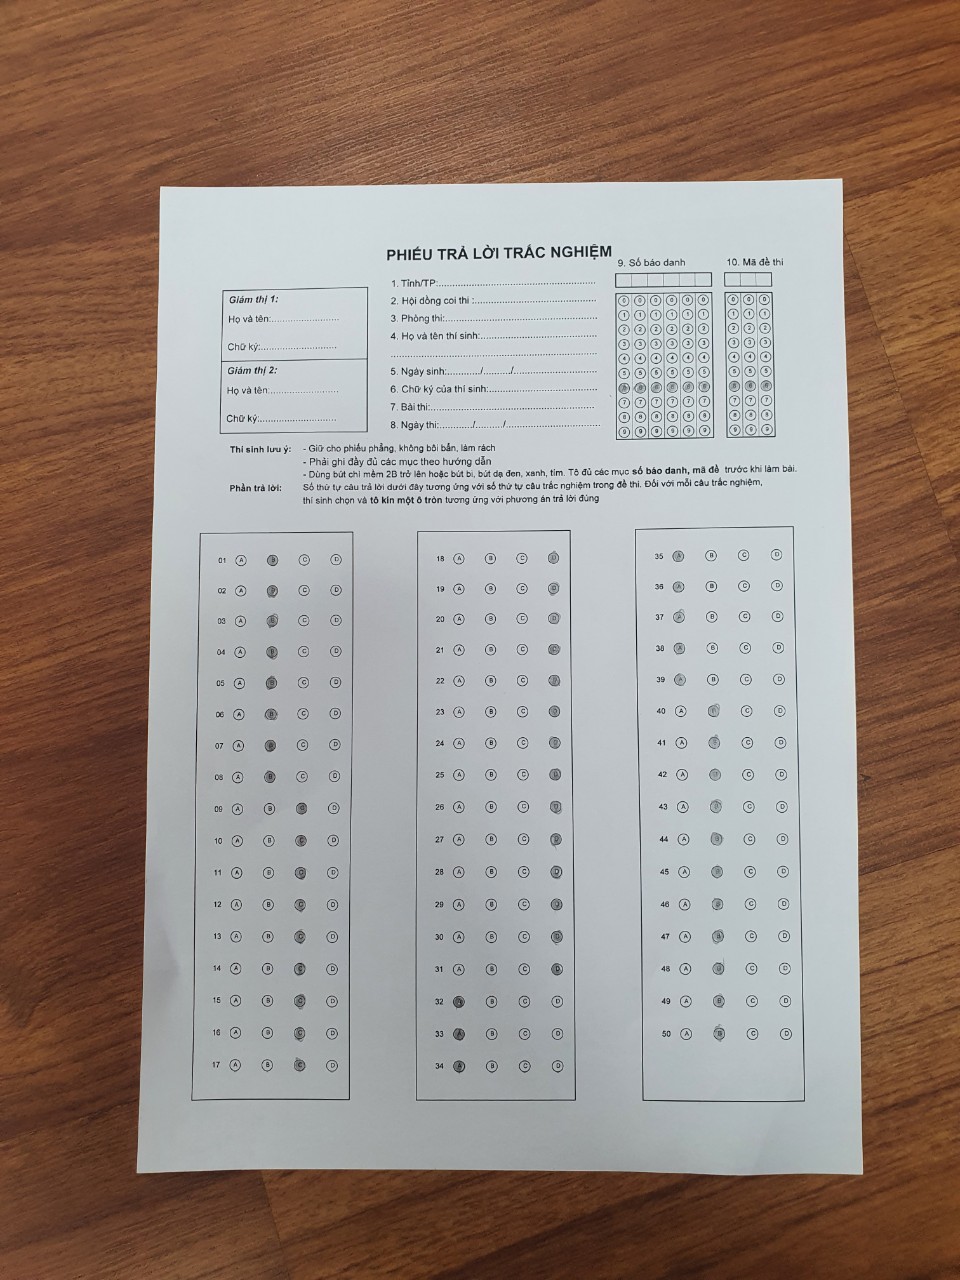 PHIẾU TRẢ LỜI TRẮC NGHIỆM
9. Số báo danh
10. Mã đề thi
Giám thị 1:
Họ và tên:........................
Chữ ký:...........................
Giám thị 2:
Họ và tên:........................
Chữ ký:...........................
1. Tỉnh/TP:.......................................................
2. Hội đồng coi thi :...........................................
3. Phòng thi:.....................................................
4. Họ và tên thí sinh:.........................................
.........................................................................
5. Ngày sinh:............/........../.............................
6. Chữ ký của thí sinh:......................................
7. Bài thi:..........................................................
8. Ngày thi:.........../........../.................................
0 0 0 0 0 0 0 0 0
1 1 1 1 1 1 1 1 1
2 2 2 2 2 2 2 2 2
3 3 3 3 3 3 3 3 3
4 4 4 4 4 4 4 4 4
5 5 5 5 5 5 5 5 5
6 6 6 6 6 6 6 6 6
7 7 7 7 7 7 7 7 7
8 8 8 8 8 8 8 8 8
9 9 9 9 9 9 9 9 9
Thí sinh lưu ý: - Giữ cho phiếu phẳng, không bôi bẩn, làm rách
- Phải ghi đầy đủ các mục theo hướng dẫn
- Dùng bút chì mềm 2B trở lên hoặc bút bi, bút dạ đen, xanh, tím. Tô đủ các mục số báo danh, mã đề trước khi làm bài.
Phần trả lời: Số thứ tự câu trả lời dưới đây tương ứng với số thứ tự câu trắc nghiệm trong đề thi. Đối với mỗi câu trắc nghiệm,
thí sinh chọn và tô kín một ô tròn tương ứng với phương án trả lời đúng
01 A B C D
02 A B C D
03 A B C D
04 A B C D
05 A B C D
06 A B C D
07 A B C D
08 A B C D
09 A B C D
10 A B C D
11 A B C D
12 A B C D
13 A B C D
14 A B C D
15 A B C D
16 A B C D
17 A B C D
18 A B C D
19 A B C D
20 A B C D
21 A B C D
22 A B C D
23 A B C D
24 A B C D
25 A B C D
26 A B C D
27 A B C D
28 A B C D
29 A B C D
30 A B C D
31 A B C D
32 A B C D
33 A B C D
34 A B C D
35 A B C D
36 A B C D
37 A B C D
38 A B C D
39 A B C D
40 A B C D
41 A B C D
42 A B C D
43 A B C D
44 A B C D
45 A B C D
46 A B C D
47 A B C D
48 A B C D
49 A B C D
50 A B C D